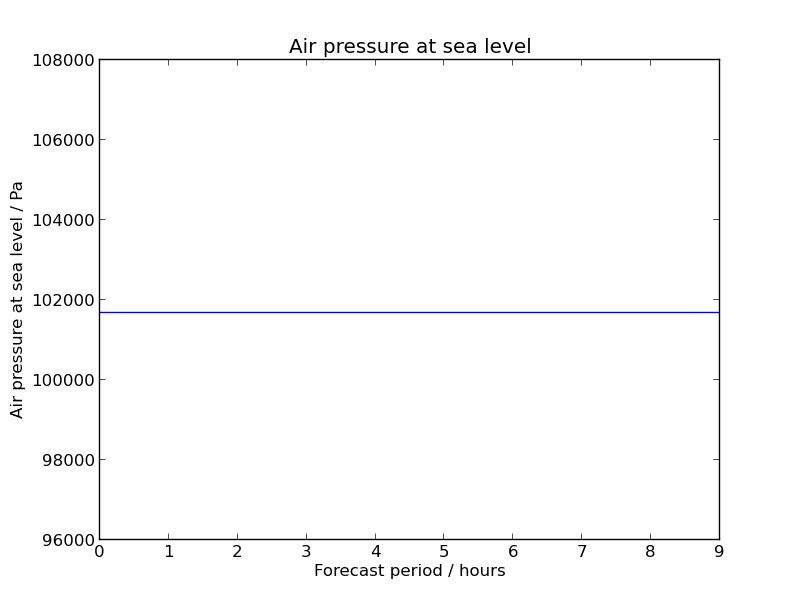 Air pressure at sea level
108000
106000
104000
102000
100000
98000
96000
Air pressure at sea level / Pa
0 1 2 3 4 5 6 7 8 9
Forecast period / hours